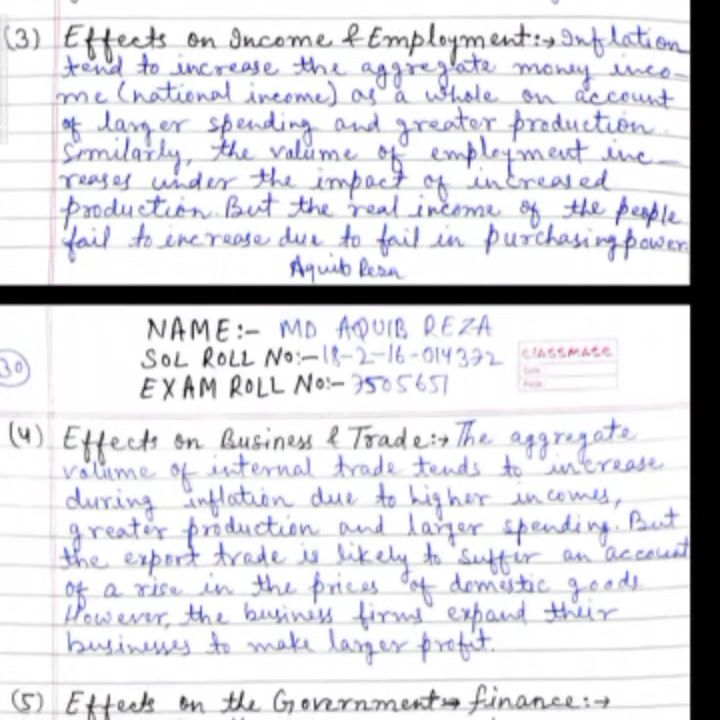 (3) Effects on Income & Employment:→ Inflation
tend to increase the aggregate money inco-
me (national income) as a whole on account
of larger spending and greater production.
Similarly, the volume of employment inc-
reases under the impact of increased
production. But the real income of the people
fail to increase due to fail in purchasing power.
Aquib Reza
NAME:- MD AQUIB REZA
SOL ROLL No:- 18-2-16-014372
30
EXAM ROLL No:- 7505651
CLASSMATE
Date
Page
(4) Effects on Business & Trade:→ The aggregate
volume of internal trade tends to increase
during inflation due to higher incomes,
greater production and larger spending. But
the export trade is likely to suffer an account
of a rise in the prices of domestic goods.
However, the business firms expand their
businesses to make larger profit.
(5) Effects on the Government finance:→